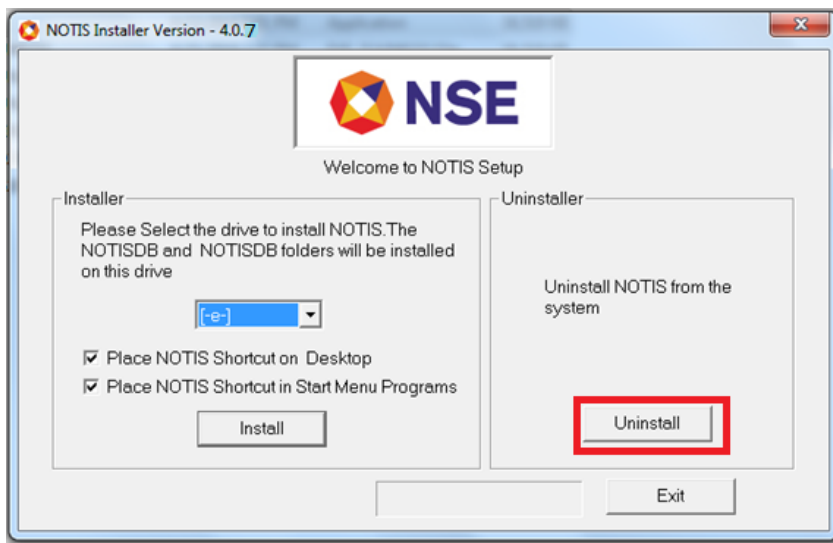 NOTIS Installer Version - 4.0.7
NSE
Welcome to NOTIS Setup
Installer
Please Select the drive to install NOTIS.The
NOTISDB and NOTISDB folders will be installed
on this drive
[-e-]
Place NOTIS Shortcut on Desktop
Place NOTIS Shortcut in Start Menu Programs
Install
Uninstaller
Uninstall NOTIS from the
system
Uninstall
Exit